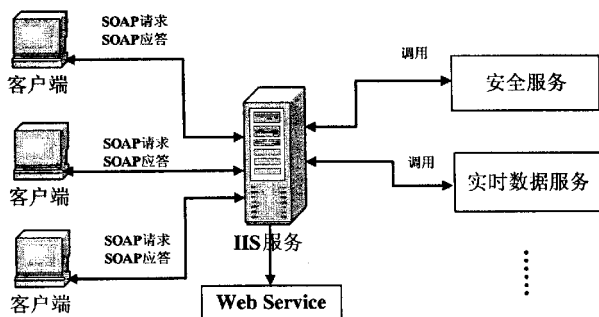 SOAP请求
SOAP应答
客户端
调用
安全服务
SOAP请求
SOAP应答
客户端
调用
实时数据服务
IIS服务
SOAP请求
SOAP应答
客户端
Web Service